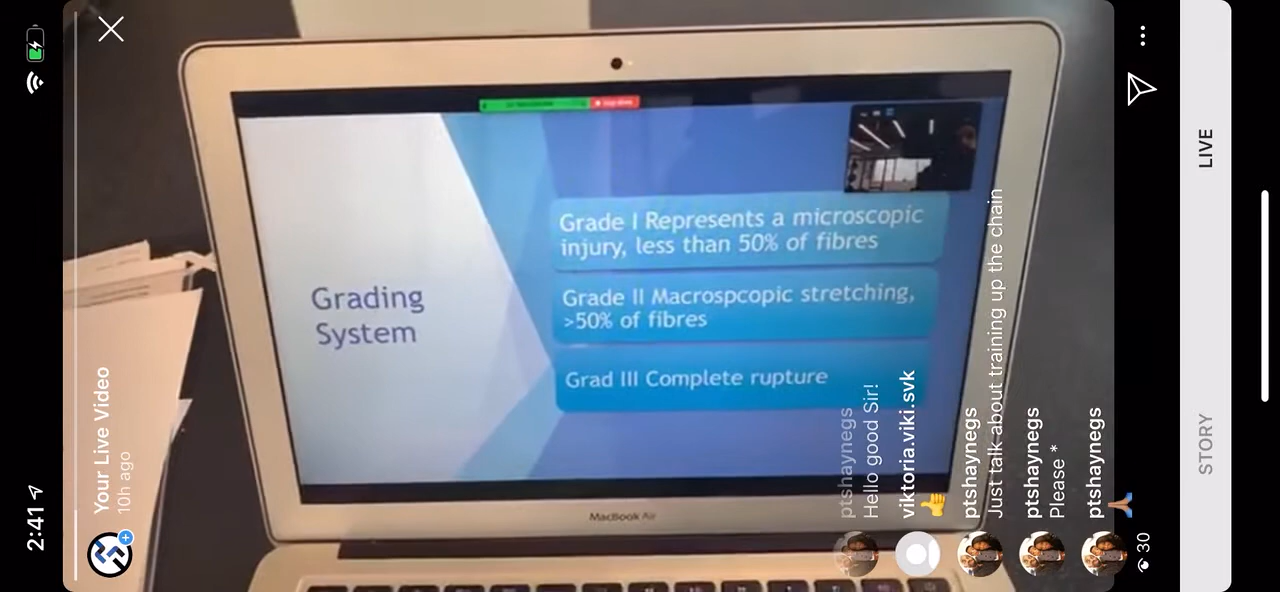 Grading
System
Grade I Represents a microscopic
injury, less than 50% of fibres
Grade II Macrospcopic stretching,
>50% of fibres
Grad III Complete rupture
MacBook Air
2:41
Your Live Video
10h ago
ptshaynegs
Hello good Sir!
viktoria.viki.svk
👍
ptshaynegs
Just talk about training up the chain
ptshaynegs
Please *
ptshaynegs
🙏🏽
30
STORY
LIVE